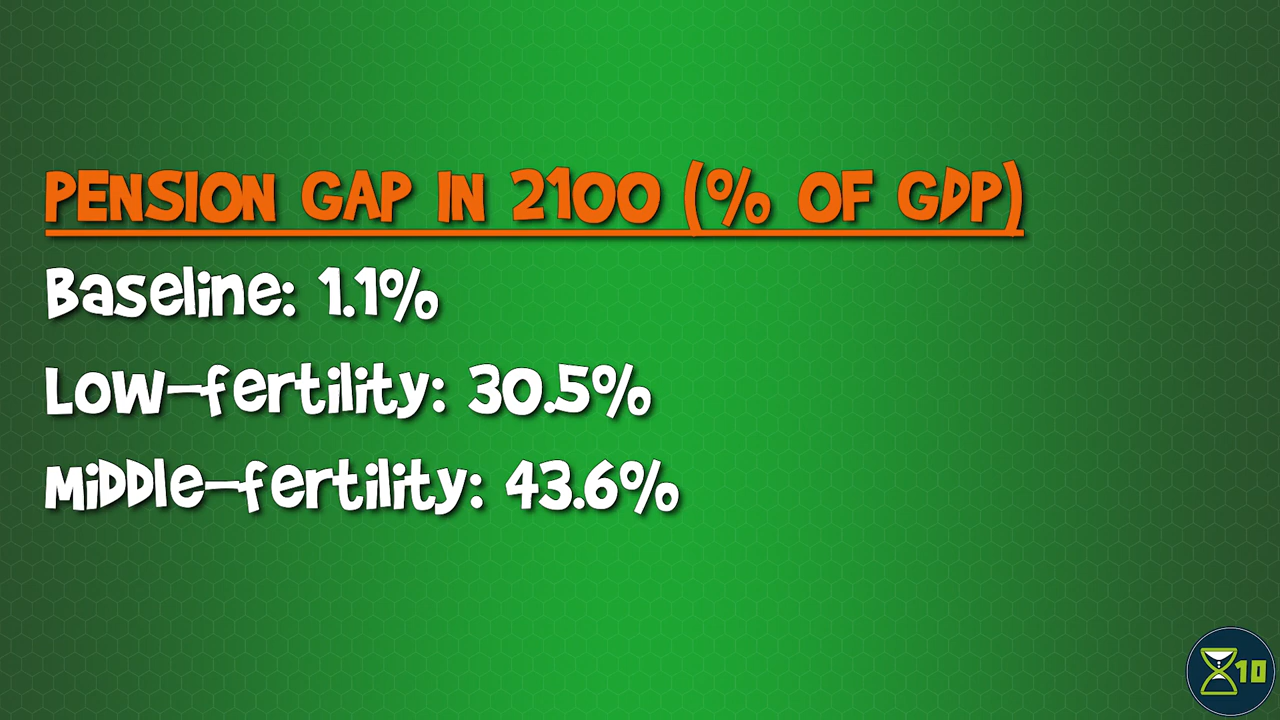 PENSION GAP IN 2100 (% OF GDP)
Baseline: 1.1%
Low-fertility: 30.5%
Middle-fertility: 43.6%
10